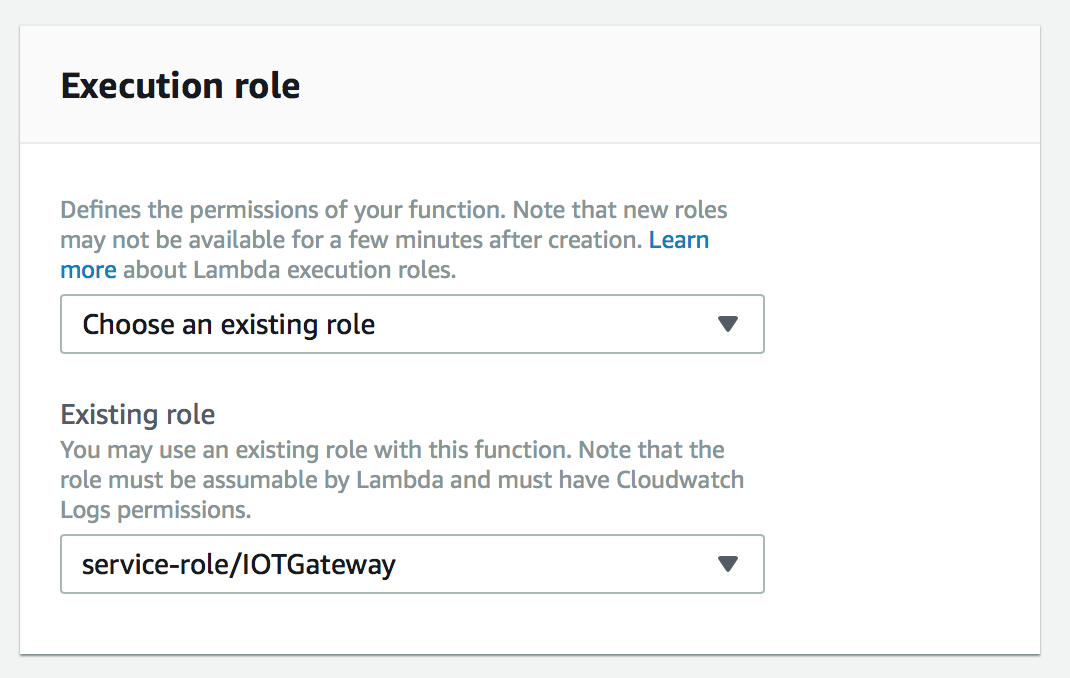 Execution role
Defines the permissions of your function. Note that new roles
may not be available for a few minutes after creation. Learn
more about Lambda execution roles.
Choose an existing role
Existing role
You may use an existing role with this function. Note that the
role must be assumable by Lambda and must have Cloudwatch
Logs permissions.
service-role/IOTGateway